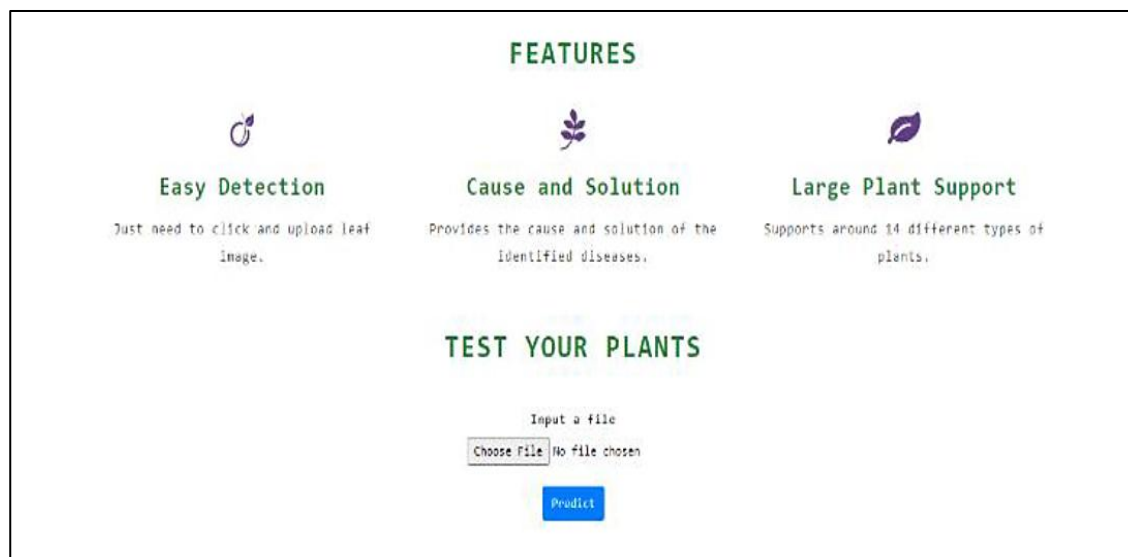 FEATURES
Easy Detection
Cause and Solution
Large Plant Support
Just need to click and upload leaf
image.
Provides the cause and solution of the
identified diseases.
Supports around 14 different types of
plants.
TEST YOUR PLANTS
Input a file
Choose File No file chosen
Predict